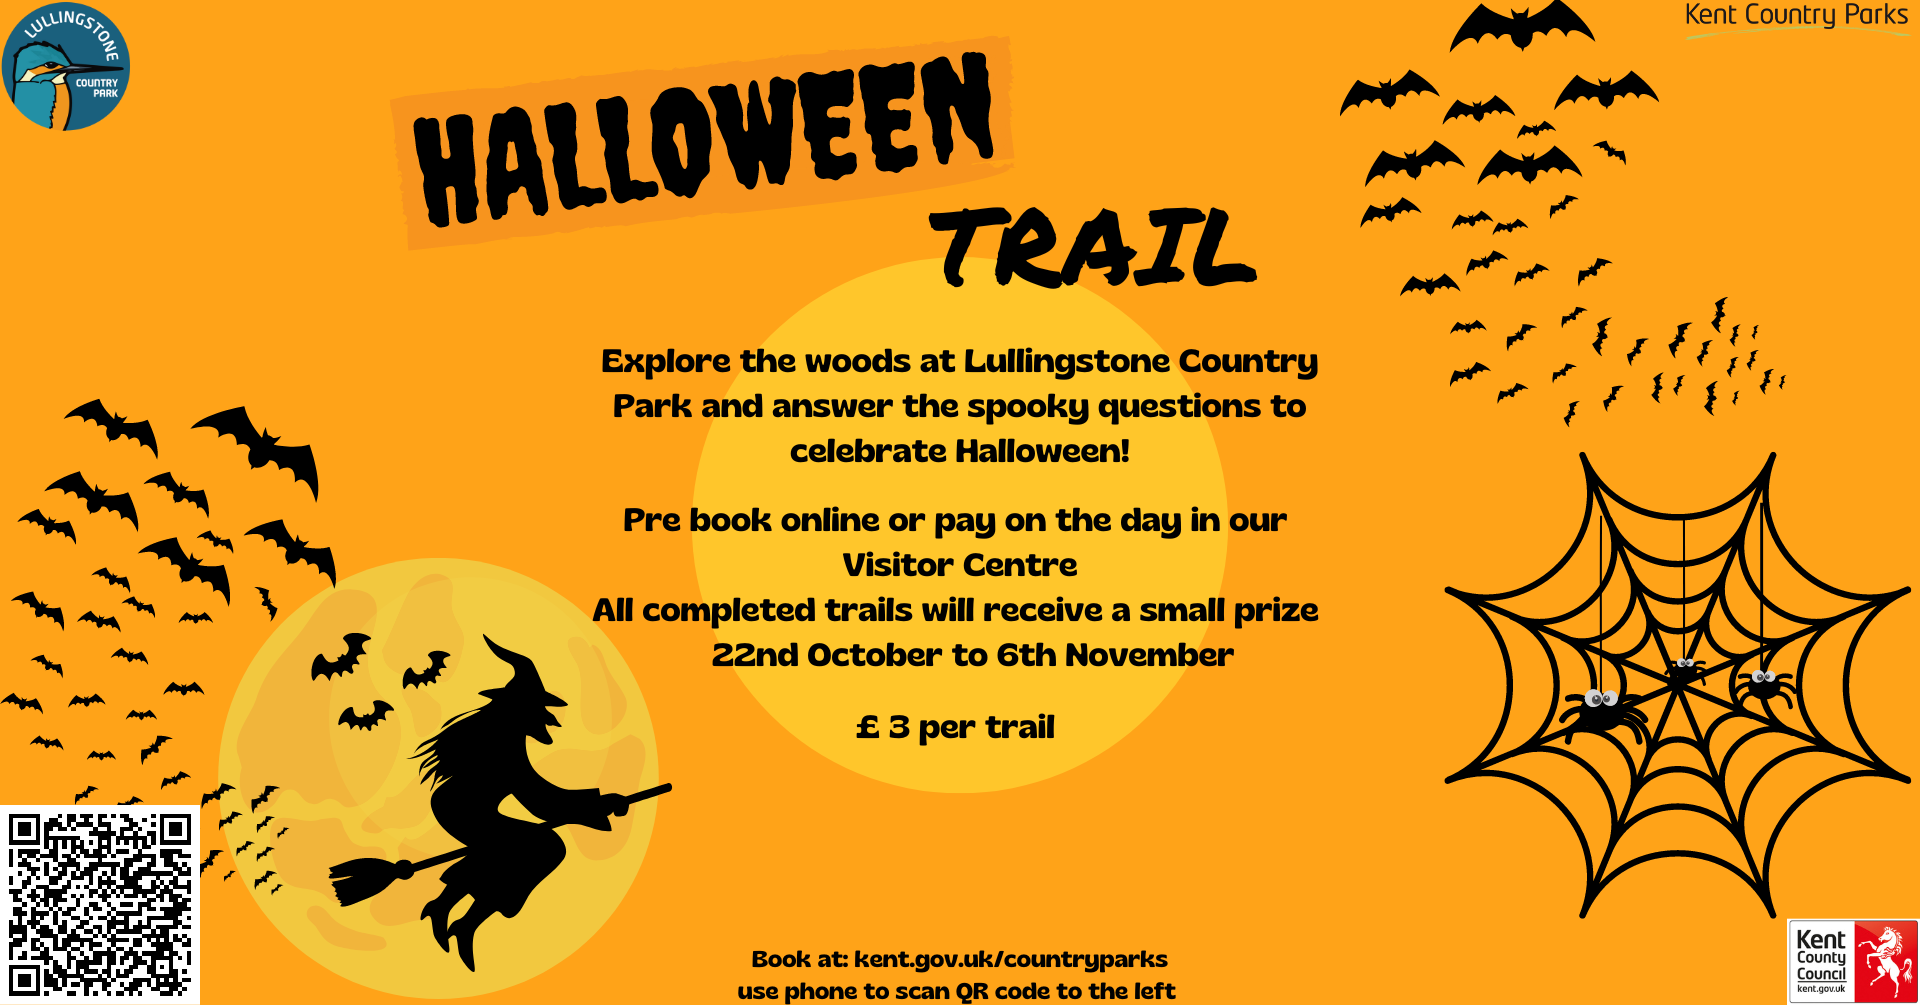 LULLINGSTONE
COUNTRY
PARK
Kent Country Parks
HALLOWEEN
TRAIL
Explore the woods at Lullingstone Country
Park and answer the spooky questions to
celebrate Halloween!
Pre book online or pay on the day in our
Visitor Centre
All completed trails will receive a small prize
22nd October to 6th November
£ 3 per trail
Book at: kent.gov.uk/countryparks
use phone to scan QR code to the left
Kent
County
Council
kent.gov.uk